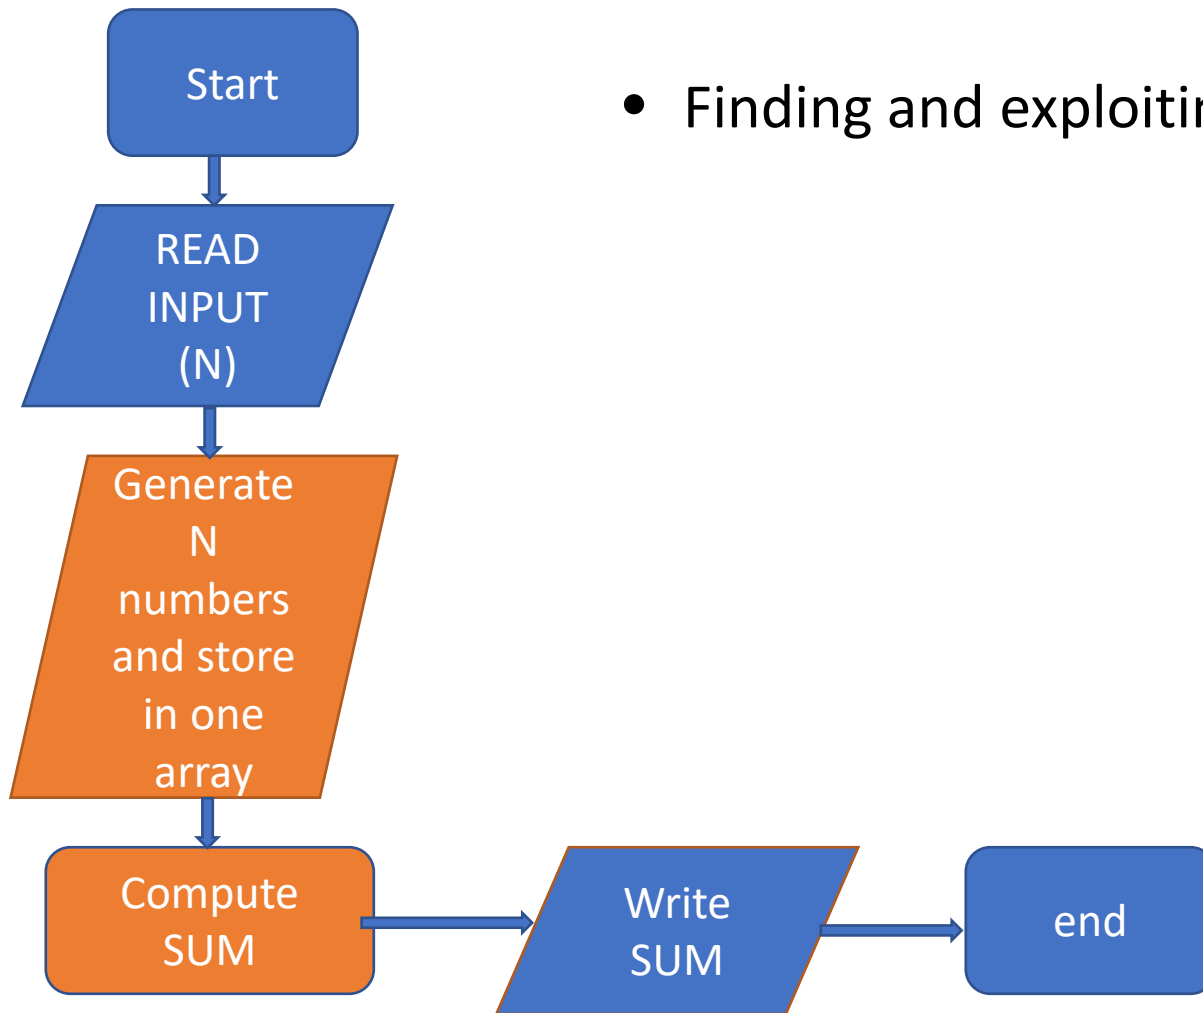 Start
• Finding and exploitin
READ
INPUT
(N)
Generate
N
numbers
and store
in one
array
Compute
SUM
Write
SUM
end